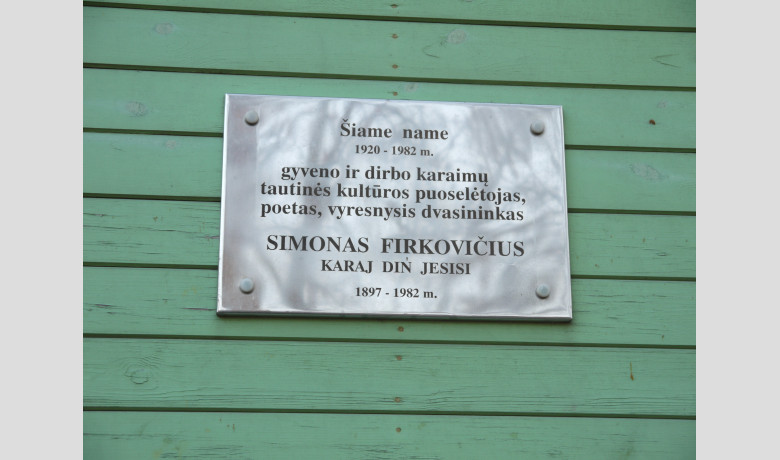 Šiame name
1920 - 1982 m.
gyveno ir dirbo karaimų
tautinės kultūros puoselėtojas,
poetas, vyresnysis dvasininkas
SIMONAS FIRKOVIČIUS
KARAJ DIŃ JESISI
1897 - 1982 m.